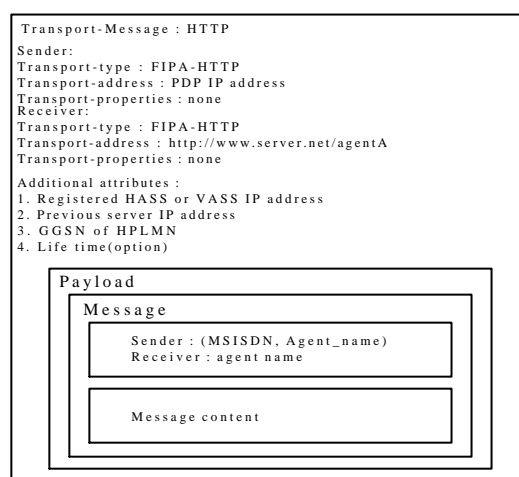 Transport-Message : HTTP
Sender:
Transport-type : FIPA-HTTP
Transport-address : PDP IP address
Transport-properties : none
Receiver:
Transport-type : FIPA-HTTP
Transport-address : http://www.server.net/agentA
Transport-properties : none
Additional attributes :
1. Registered HASS or VASS IP address
2. Previous server IP address
3. GGSN of HPLMN
4. Life time(option)
Payload
Message
Sender : (MSISDN, Agent_name)
Receiver : agent name
Message content